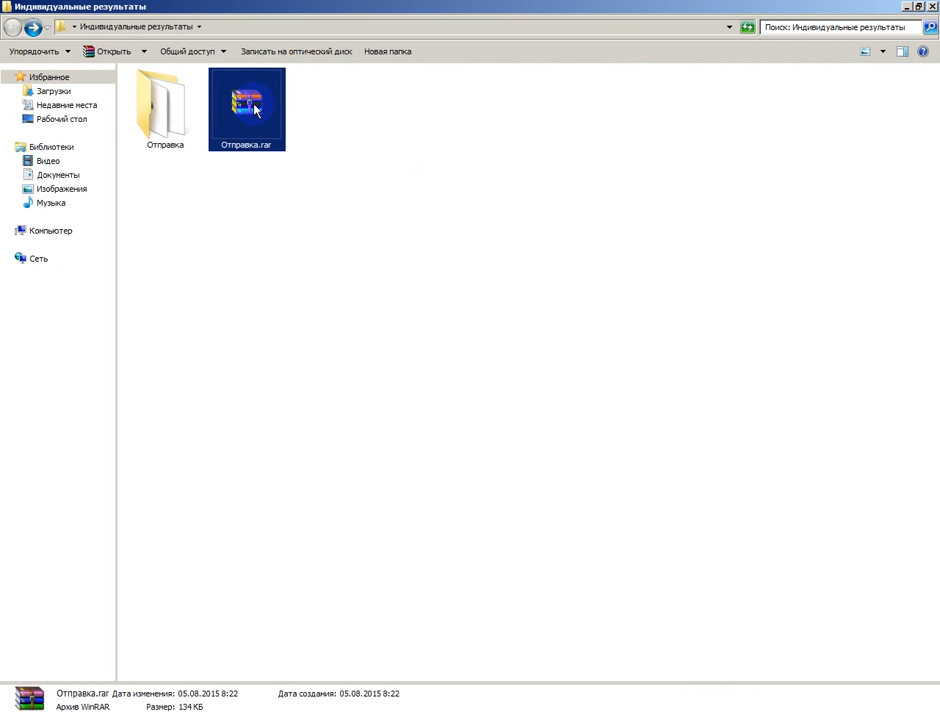 Индивидуальные результаты
Индивидуальные результаты
Поиск: Индивидуальные результаты
Упорядочить
Открыть
Общий доступ
Записать на оптический диск
Новая папка
Избранное
Загрузки
Недавние места
Рабочий стол
Библиотеки
Видео
Документы
Изображения
Музыка
Компьютер
Сеть
Отправка
Отправка.rar
Отправка.rar Дата изменения: 05.08.2015 8:22 Дата создания: 05.08.2015 8:22
Архив WinRAR Размер: 134 КБ